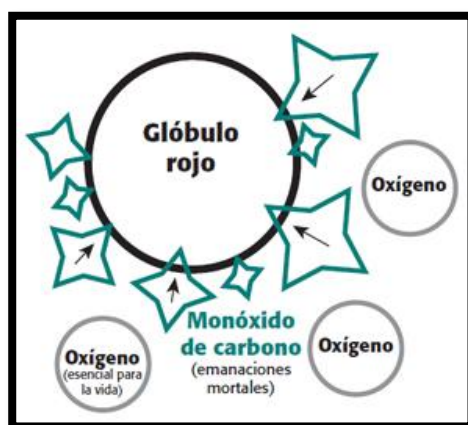 Glóbulo
rojo
Oxígeno
Monóxido
de carbono
(emanaciones
mortales)
Oxígeno
Oxígeno
(esencial para
la vida)